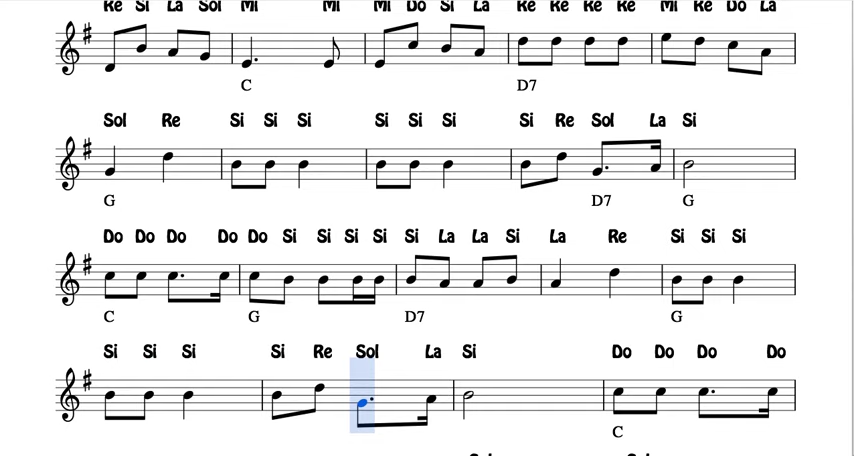 Re Si La Sol Mi Mi Mi Do Si La Re Re Re Re Mi Re Do La
C D7
Sol Re Si Si Si Si Si Si Si Re Sol La Si
G D7 G
Do Do Do Do Do Si Si Si Si Si La La Si La Re Si Si Si
C G D7 G
Si Si Si Si Re Sol La Si Do Do Do Do
C